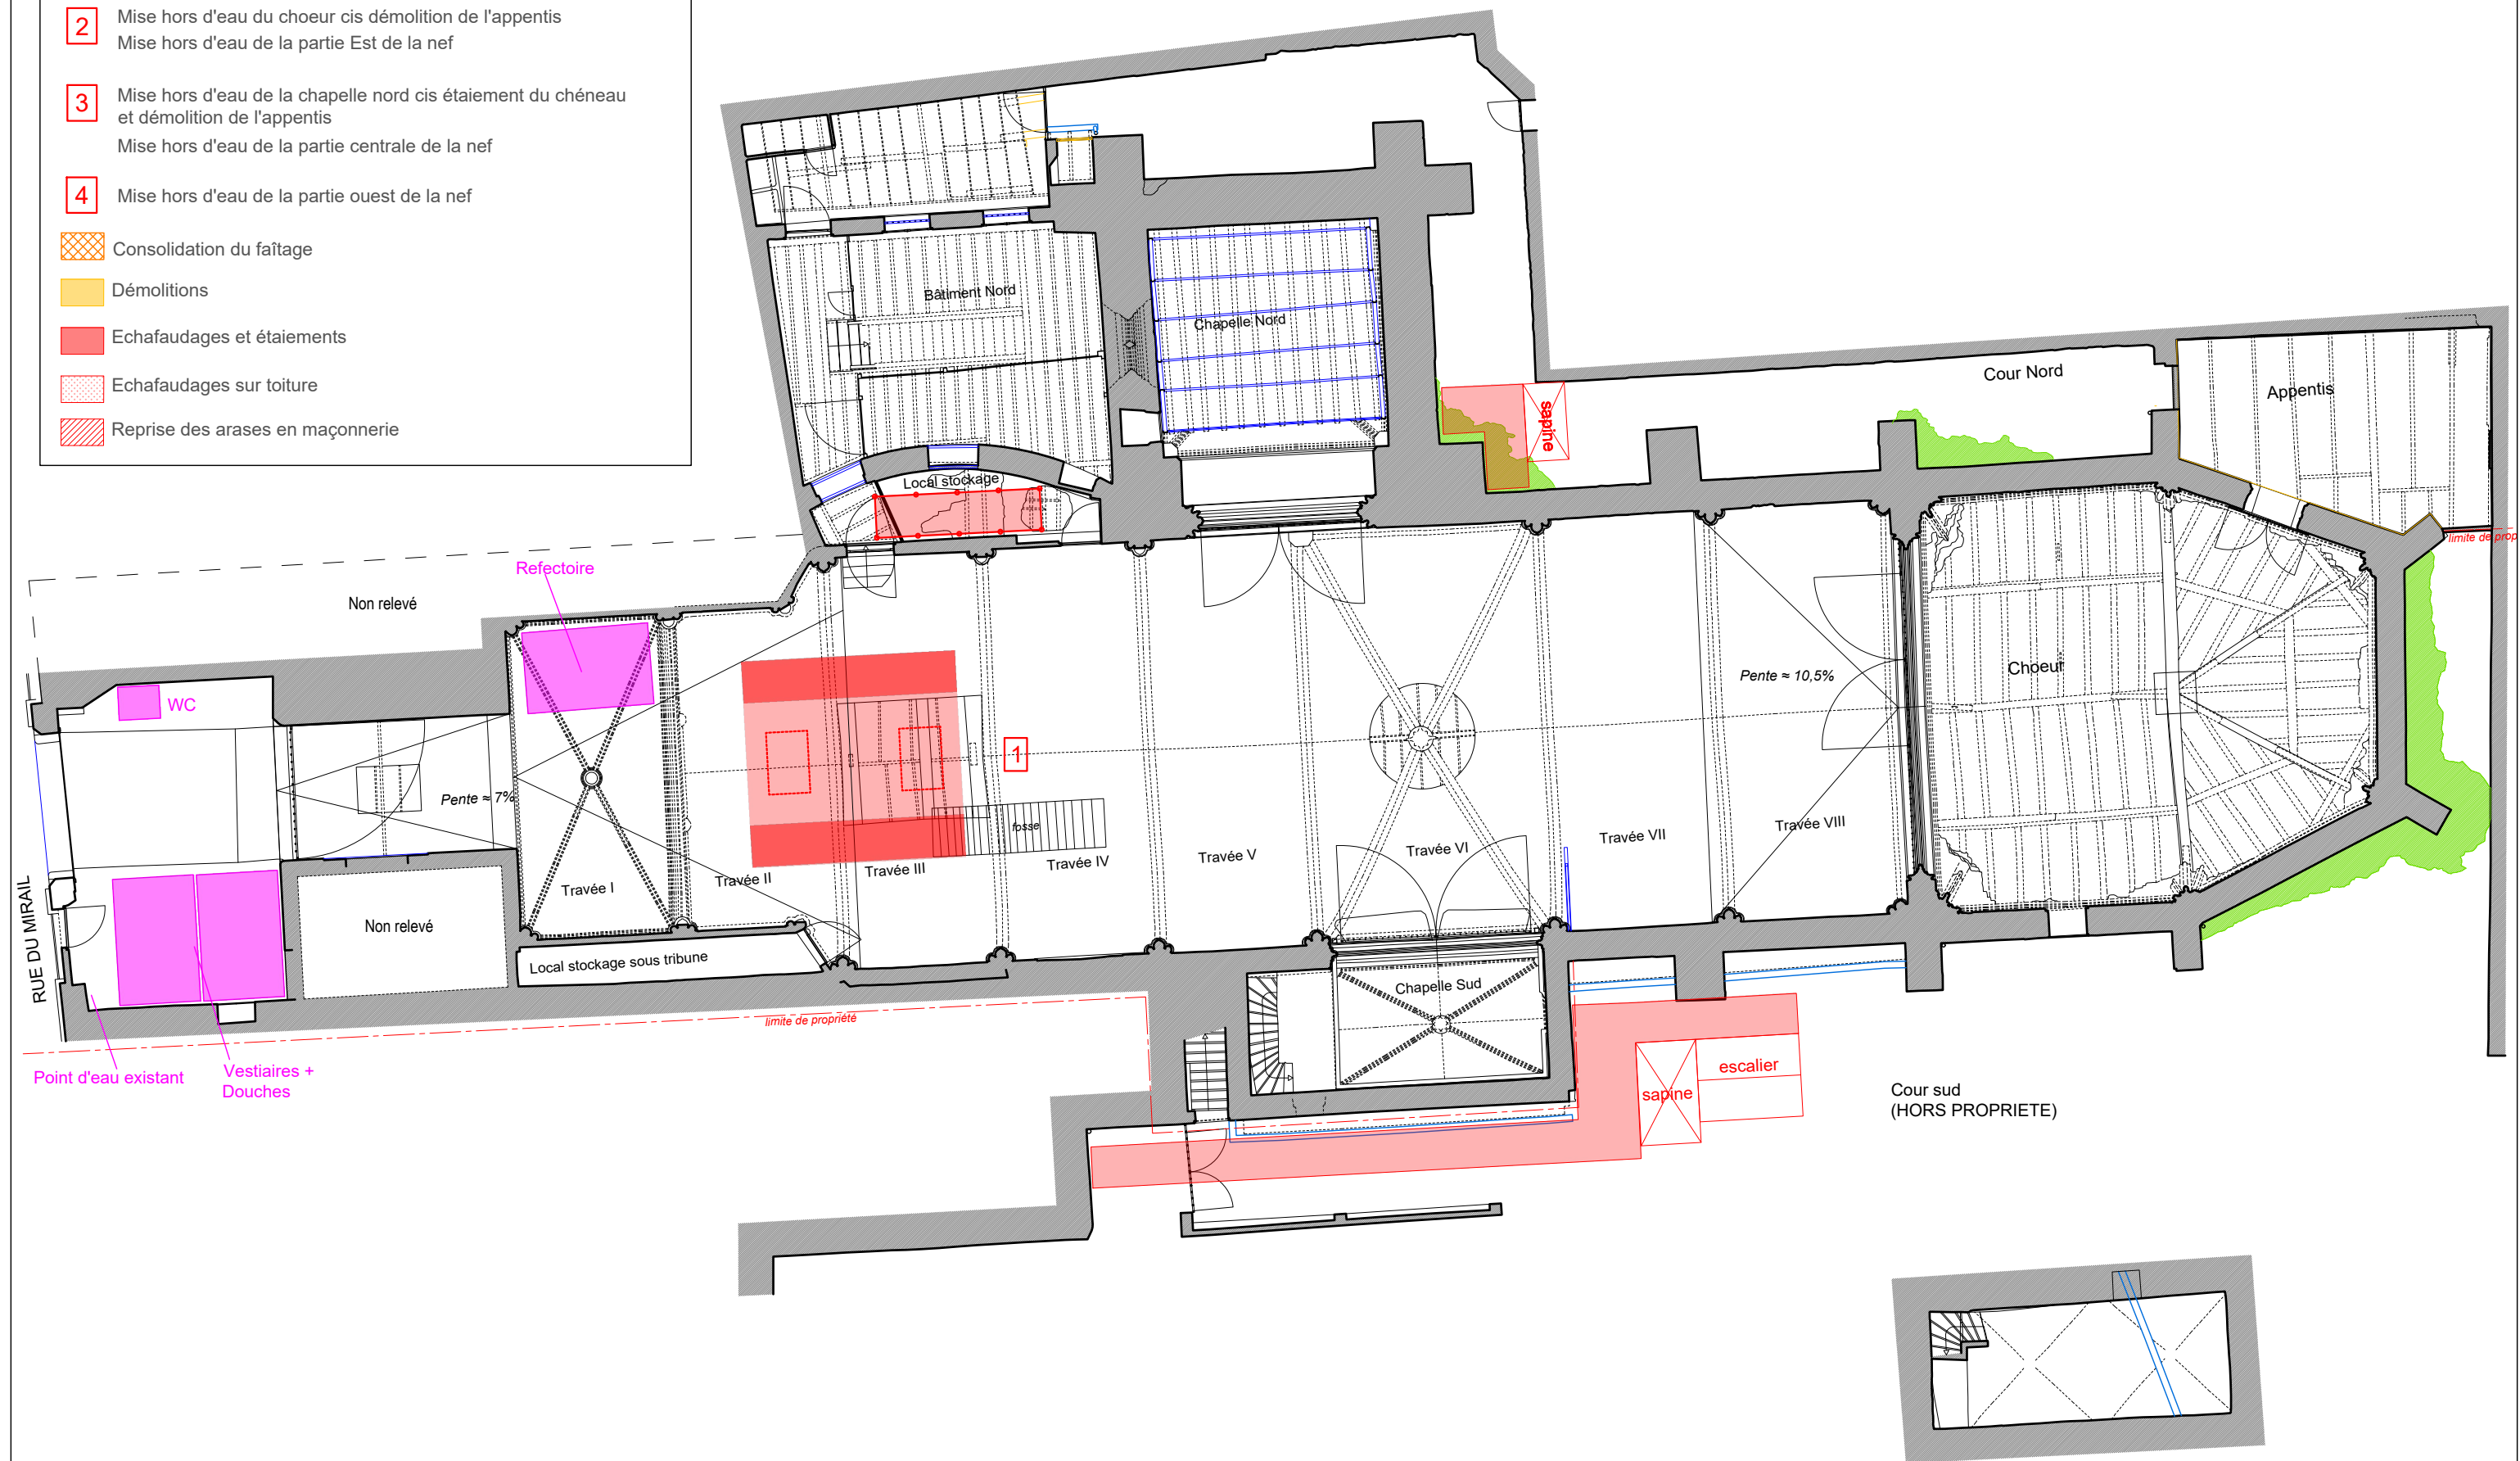 2
Mise hors d'eau du choeur cis démolition de l'appentis
Mise hors d'eau de la partie Est de la nef
3
Mise hors d'eau de la chapelle nord cis étaiement du chéneau
et démolition de l'appentis
Mise hors d'eau de la partie centrale de la nef
4
Mise hors d'eau de la partie ouest de la nef
Consolidation du faîtage
Démolitions
Echafaudages et étaiements
Echafaudages sur toiture
Reprise des arases en maçonnerie
Bâtiment Nord
Chapelle Nord
Cour Nord
Appentis
sapine
Local stockage
limite de prop
Refectoire
Non relevé
WC
Choeur
Pente ≈ 10,5%
1
Pente ≈ 7%
fosse
Travée I
Travée II
Travée III
Travée IV
Travée V
Travée VI
Travée VII
Travée VIII
RUE DU MIRAIL
Non relevé
Local stockage sous tribune
Chapelle Sud
limite de propriété
Point d'eau existant
Vestiaires +
Douches
sapine
escalier
Cour sud
(HORS PROPRIETE)